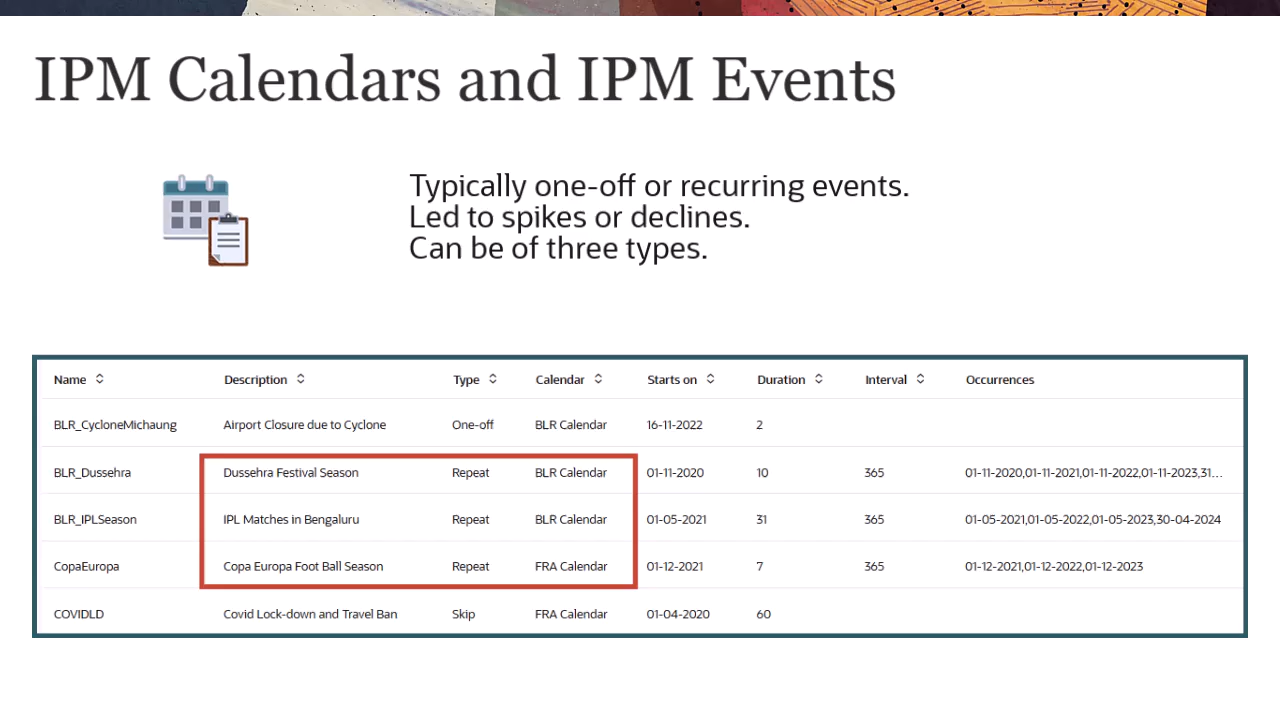 IPM Calendars and IPM Events
Typically one-off or recurring events.
Led to spikes or declines.
Can be of three types.
Name Description Type Calendar Starts on Duration Interval Occurrences
BLR_CycloneMichaung Airport Closure due to Cyclone One-off BLR Calendar 16-11-2022 2
BLR_Dussehra Dussehra Festival Season Repeat BLR Calendar 01-11-2020 10 365 01-11-2020,01-11-2021,01-11-2022,01-11-2023,31...
BLR_IPLSeason IPL Matches in Bengaluru Repeat BLR Calendar 01-05-2021 31 365 01-05-2021,01-05-2022,01-05-2023,30-04-2024
CopaEuropa Copa Europa Foot Ball Season Repeat FRA Calendar 01-12-2021 7 365 01-12-2021,01-12-2022,01-12-2023
COVIDLD Covid Lock-down and Travel Ban Skip FRA Calendar 01-04-2020 60